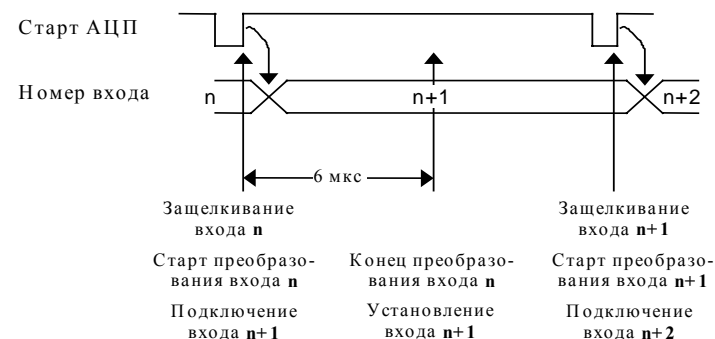 Старт АЦП
Номер входа
n
n+1
n+2
6 мкс
Защелкивание
входа n
Защелкивание
входа n+1
Старт преобразо-
вания входа n
Конец преобразо-
вания входа n
Старт преобразо-
вания входа n+1
Подключение
входа n+1
Установление
входа n+1
Подключение
входа n+2